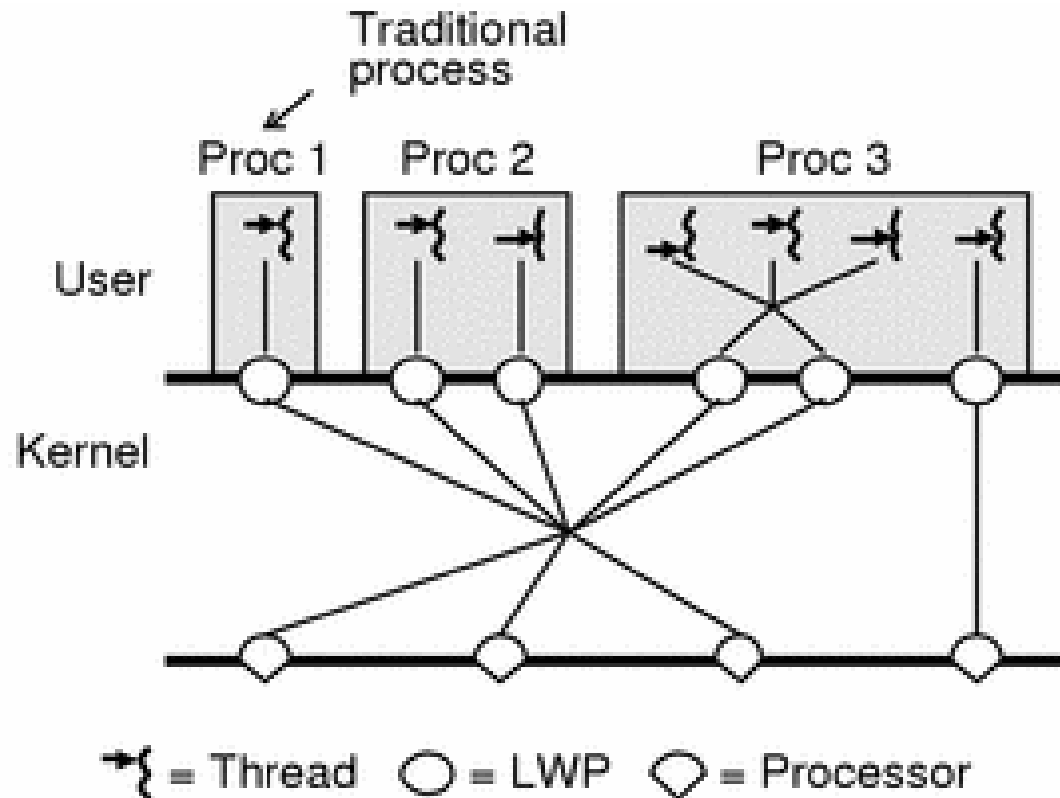 Traditional
process
Proc 1
Proc 2
Proc 3
User
Kernel
= Thread
= LWP
= Processor